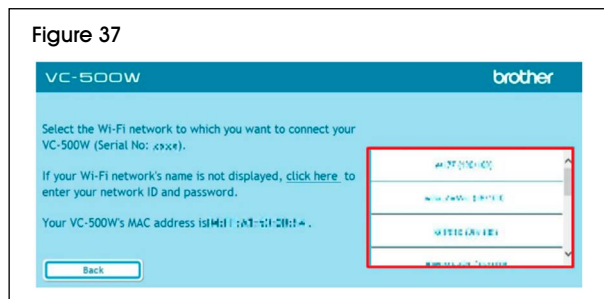 Figure 37
VC-500W
brother
Select the Wi-Fi network to which you want to connect your
VC-500W (Serial No: ).
If your Wi-Fi network's name is not displayed, click here to
enter your network ID and password.
Your VC-500W's MAC address is
Back